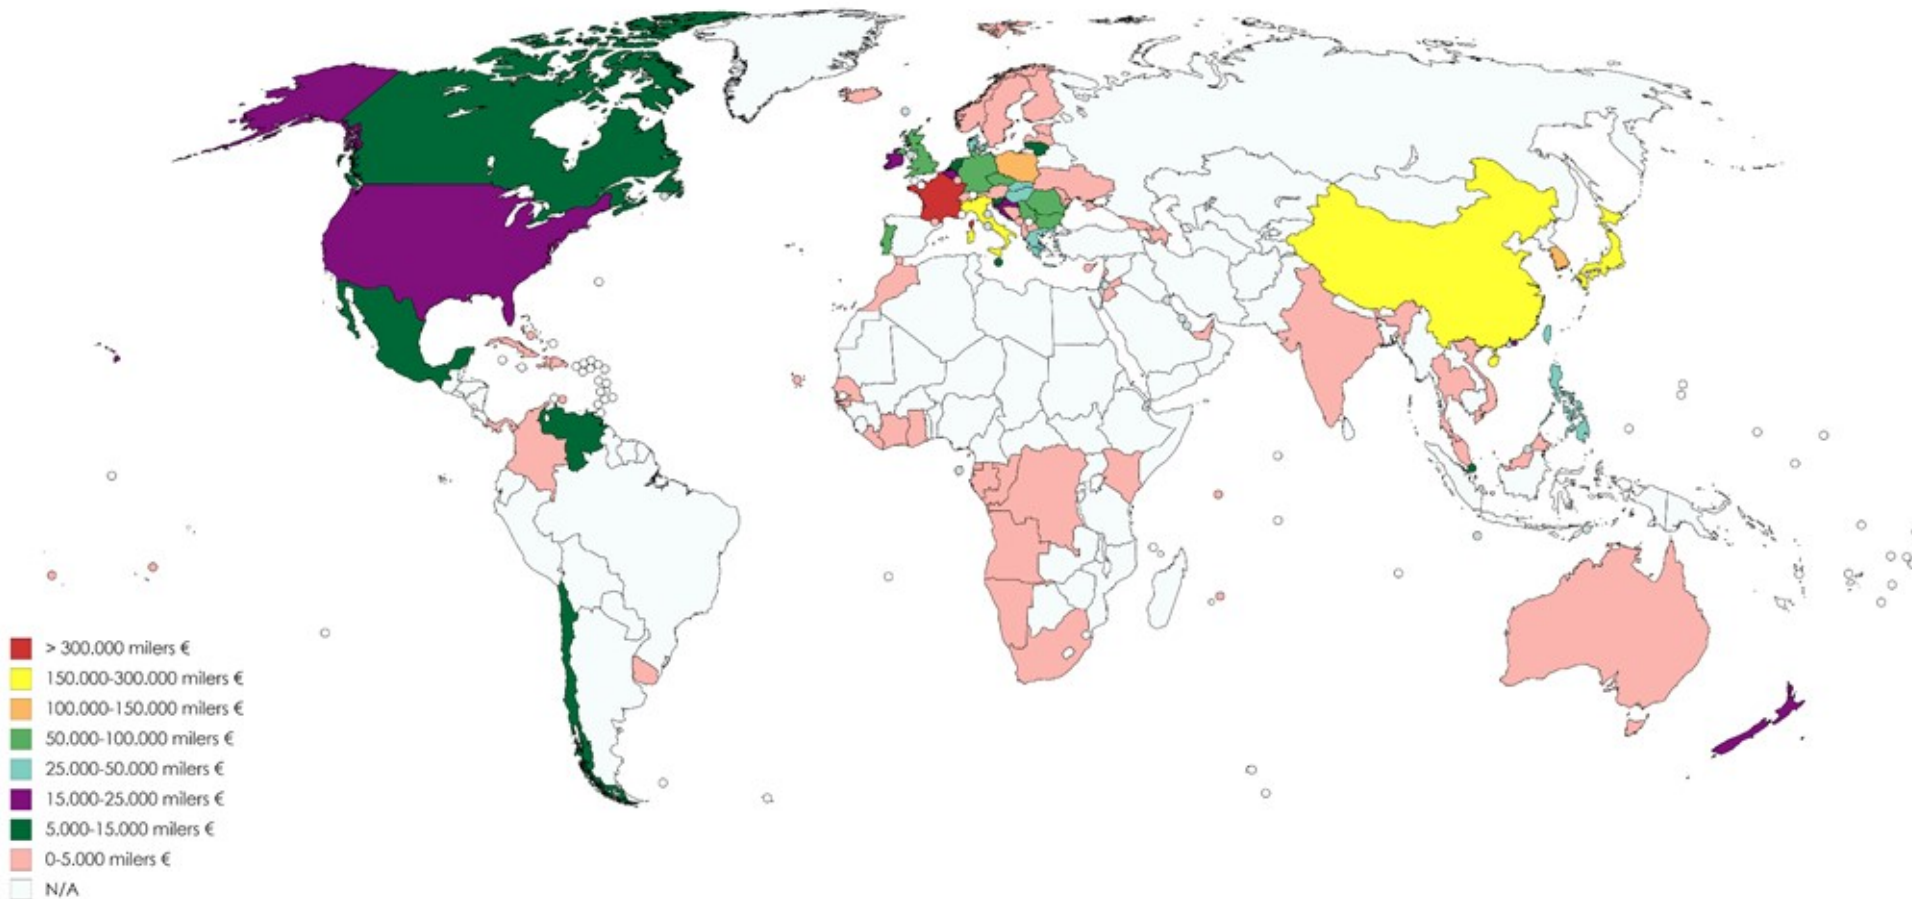 > 300.000 milers €
150.000-300.000 milers €
100.000-150.000 milers €
50.000-100.000 milers €
25.000-50.000 milers €
15.000-25.000 milers €
5.000-15.000 milers €
0-5.000 milers €
N/A